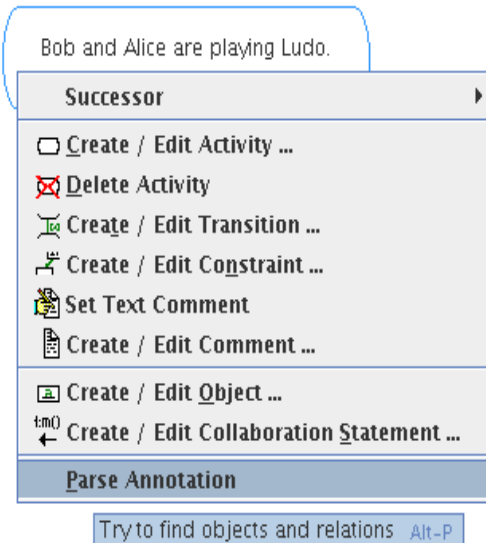 Bob and Alice are playing Ludo.
Successor
Create / Edit Activity ...
Delete Activity
Create / Edit Transition ...
Create / Edit Constraint ...
Set Text Comment
Create / Edit Comment ...
a Create / Edit Object ...
f:m() Create / Edit Collaboration Statement ...
Parse Annotation
Try to find objects and relations Alt-P